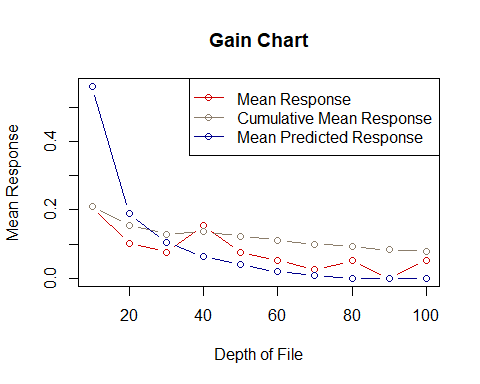 Gain Chart
Mean Response
Cumulative Mean Response
Mean Predicted Response
Mean Response
0.4
0.2
0.0
20 40 60 80 100
Depth of File